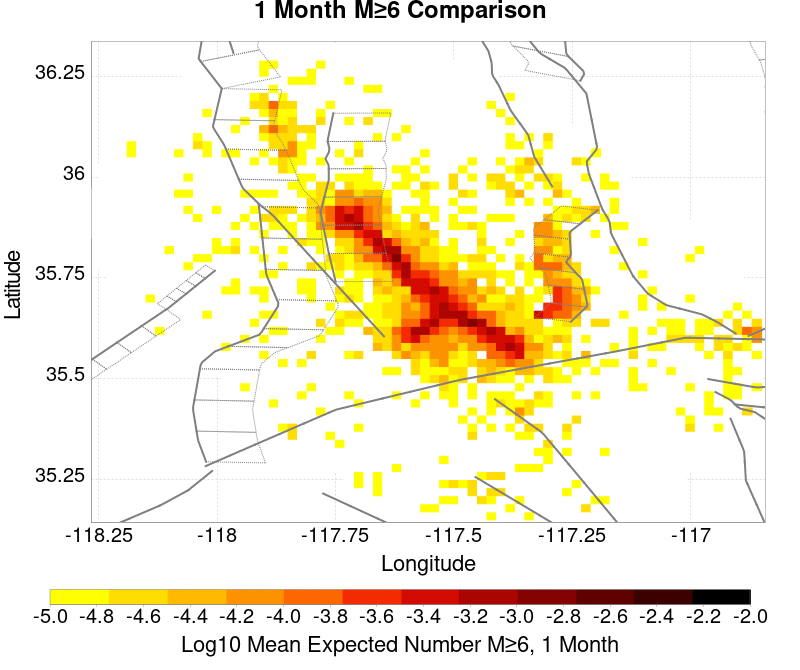 1 Month M≥6 Comparison
36.25
36
35.75
35.5
35.25
Latitude
-118.25 -118 -117.75 -117.5 -117.25 -117
Longitude
-5.0 -4.8 -4.6 -4.4 -4.2 -4.0 -3.8 -3.6 -3.4 -3.2 -3.0 -2.8 -2.6 -2.4 -2.2 -2.0
Log10 Mean Expected Number M≥6, 1 Month